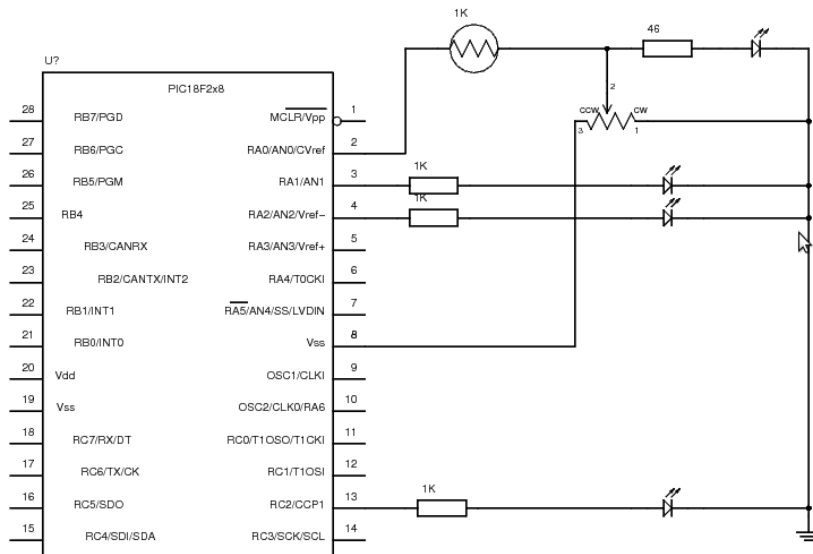 1K
46
U?
PIC18F2x8
2
CCW
CW
3
1
28 RB7/PGD MCLR/Vpp 1
27 RB6/PGC RA0/AN0/CVref 2
1K
26 RB5/PGM RA1/AN1 3
1K
25 RB4 RA2/AN2/Vref- 4
24 RB3/CANRX RA3/AN3/Vref+ 5
23 RB2/CANTX/INT2 RA4/T0CKI 6
22 RB1/INT1 RA5/AN4/SS/LVDIN 7
21 RB0/INT0 Vss 8
20 Vdd OSC1/CLKI 9
19 Vss OSC2/CLK0/RA6 10
18 RC7/RX/DT RC0/T1OSO/T1CKI 11
17 RC6/TX/CK RC1/T1OSI 12
1K
16 RC5/SDO RC2/CCP1 13
15 RC4/SDI/SDA RC3/SCK/SCL 14